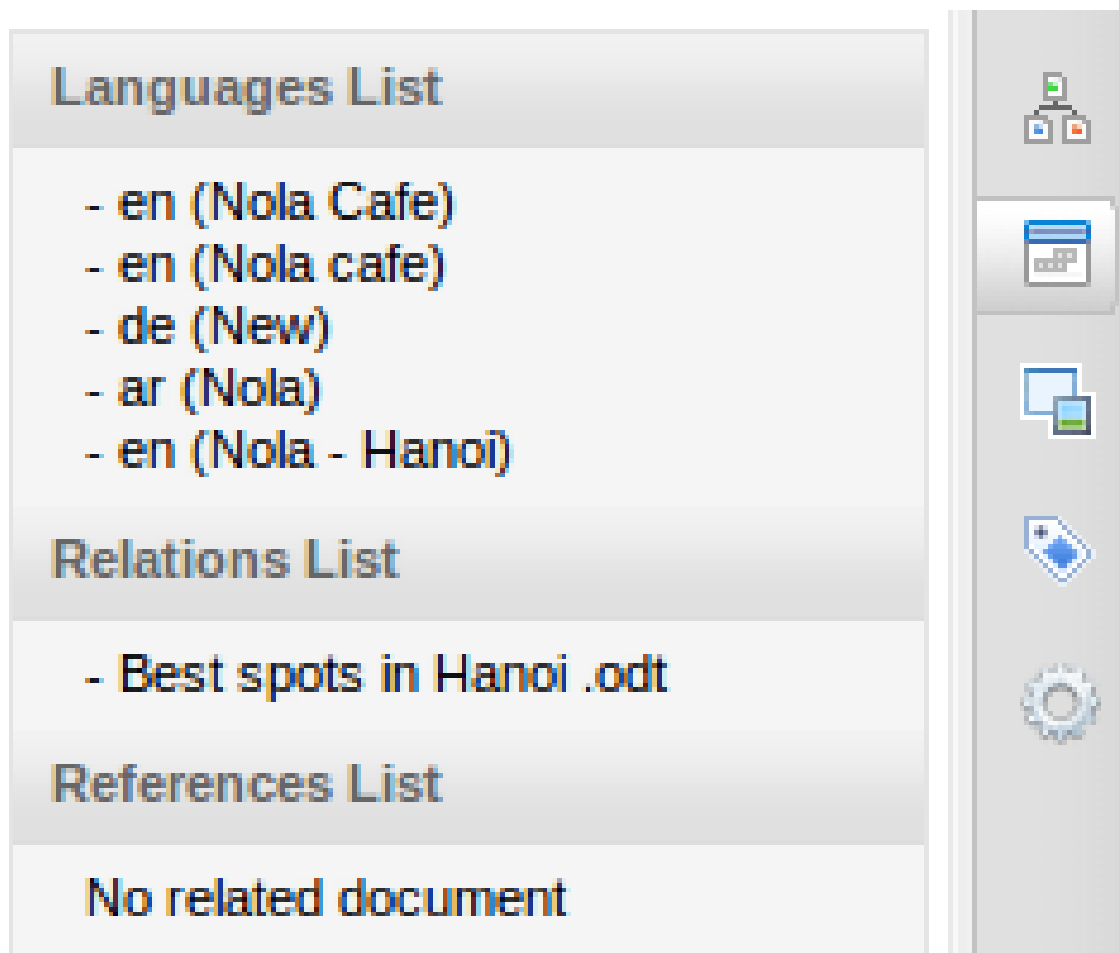 Languages List
- en (Nola Cafe)
- en (Nola cafe)
- de (New)
- ar (Nola)
- en (Nola - Hanoi)
Relations List
- Best spots in Hanoi .odt
References List
No related document